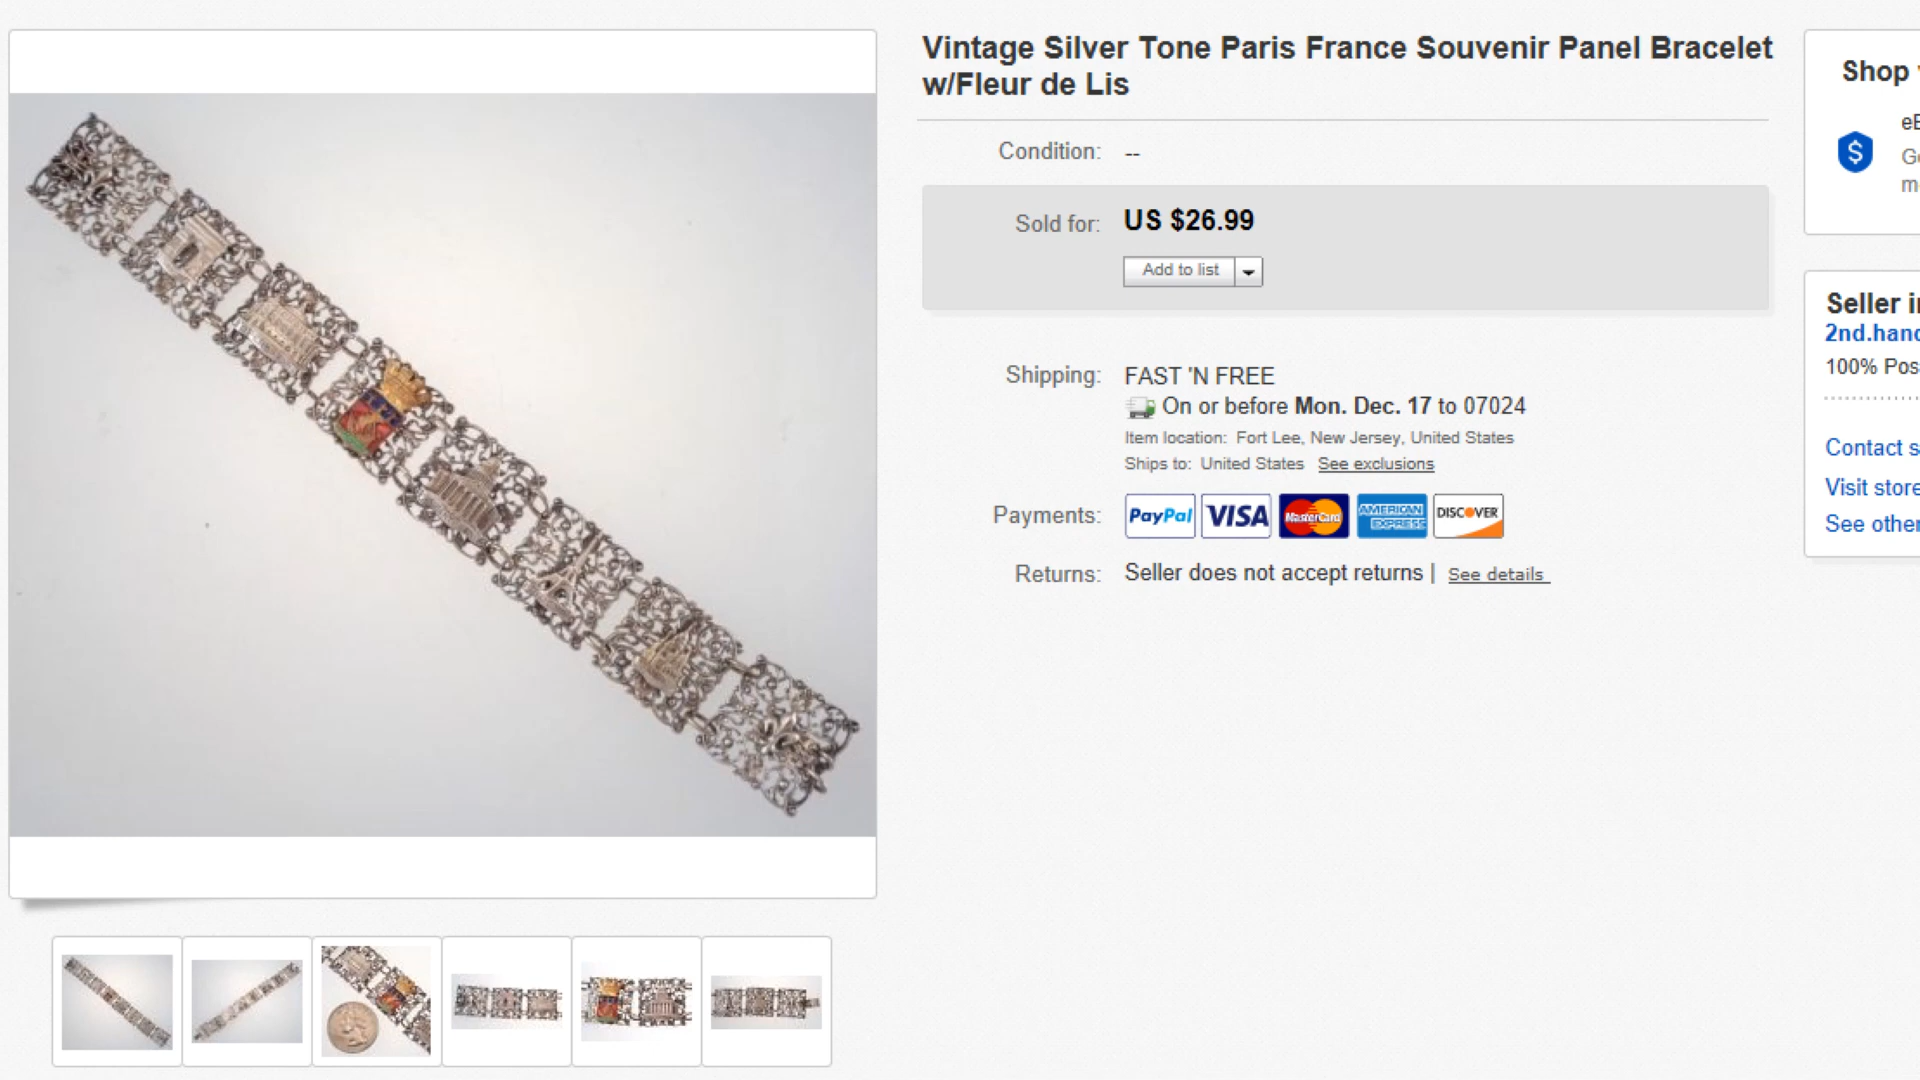 Vintage Silver Tone Paris France Souvenir Panel Bracelet
w/Fleur de Lis
Condition: --
Sold for: US $26.99
Add to list
Shipping: FAST 'N FREE
On or before Mon. Dec. 17 to 07024
Item location: Fort Lee, New Jersey, United States
Ships to: United States See exclusions
Payments: PayPal VISA MasterCard AMERICAN EXPRESS DISCOVER
Returns: Seller does not accept returns | See details
Shop
$
Seller
2nd.hand
100% Pos
Contact s
Visit store
See other